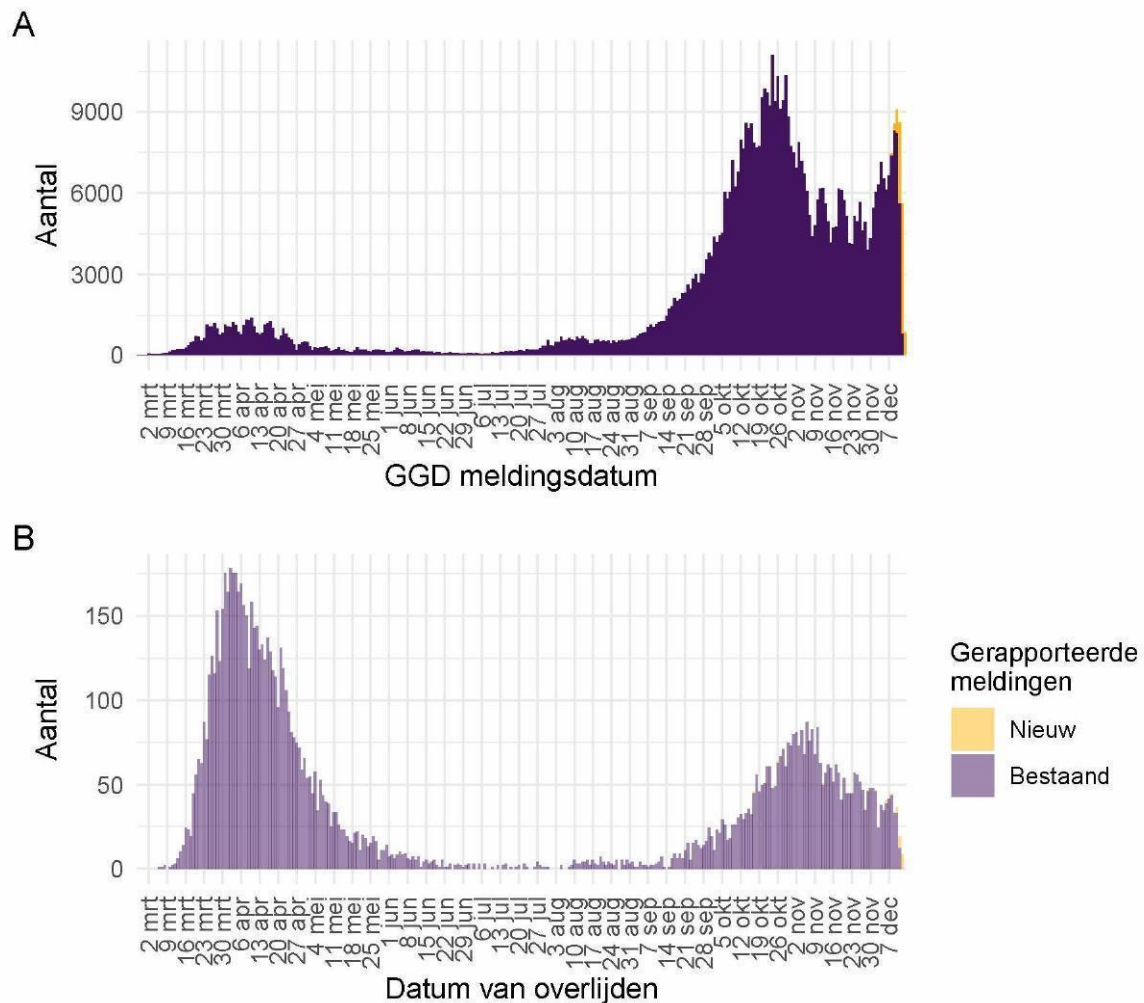 A
9000
6000
3000
0
Aantal
2 mrt
9 mrt
16 mrt
23 mrt
30 mrt
6 apr
13 apr
20 apr
27 apr
4 mei
11 mei
18 mei
25 mei
1 jun
8 jun
15 jun
22 jun
29 jun
6 jul
13 jul
20 jul
27 jul
3 aug
10 aug
17 aug
24 aug
31 aug
7 sep
14 sep
21 sep
28 sep
5 okt
12 okt
19 okt
26 okt
2 nov
9 nov
16 nov
23 nov
30 nov
7 dec
GGD meldingsdatum
B
150
100
50
0
Aantal
2 mrt
9 mrt
16 mrt
23 mrt
30 mrt
6 apr
13 apr
20 apr
27 apr
4 mei
11 mei
18 mei
25 mei
1 jun
8 jun
15 jun
22 jun
29 jun
6 jul
13 jul
20 jul
27 jul
3 aug
10 aug
17 aug
24 aug
31 aug
7 sep
14 sep
21 sep
28 sep
5 okt
12 okt
19 okt
26 okt
2 nov
9 nov
16 nov
23 nov
30 nov
7 dec
Datum van overlijden
Gerapporteerde
meldingen
Nieuw
Bestaand